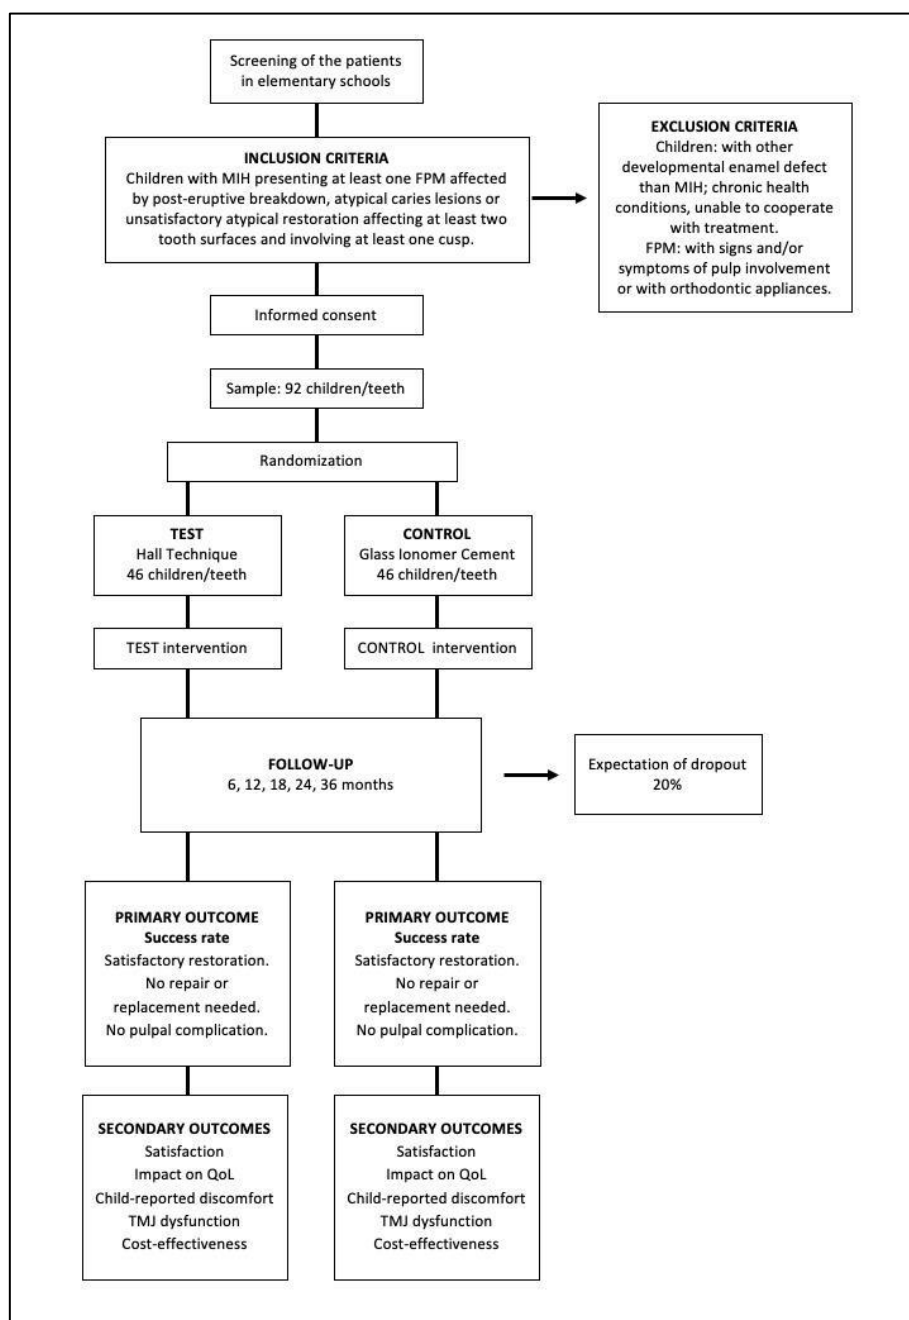 Screening of the patients
in elementary schools
INCLUSION CRITERIA
Children with MIH presenting at least one FPM affected
by post-eruptive breakdown, atypical caries lesions or
unsatisfactory atypical restoration affecting at least two
tooth surfaces and involving at least one cusp.
EXCLUSION CRITERIA
Children: with other
developmental enamel defect
than MIH; chronic health
conditions, unable to cooperate
with treatment.
FPM: with signs and/or
symptoms of pulp involvement
or with orthodontic appliances.
Informed consent
Sample: 92 children/teeth
Randomization
TEST
Hall Technique
46 children/teeth
CONTROL
Glass Ionomer Cement
46 children/teeth
TEST intervention
CONTROL intervention
FOLLOW-UP
6, 12, 18, 24, 36 months
Expectation of dropout
20%
PRIMARY OUTCOME
Success rate
Satisfactory restoration.
No repair or
replacement needed.
No pulpal complication.
PRIMARY OUTCOME
Success rate
Satisfactory restoration.
No repair or
replacement needed.
No pulpal complication.
SECONDARY OUTCOMES
Satisfaction
Impact on QoL
Child-reported discomfort
TMJ dysfunction
Cost-effectiveness
SECONDARY OUTCOMES
Satisfaction
Impact on QoL
Child-reported discomfort
TMJ dysfunction
Cost-effectiveness